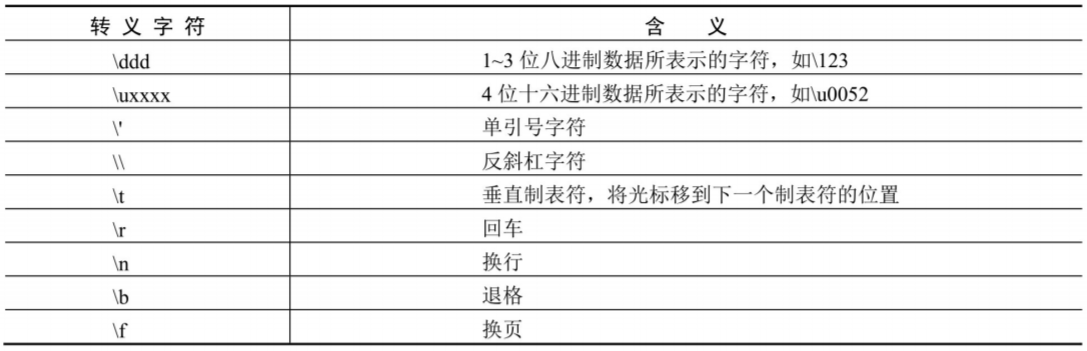 转义字符 含义
\ddd 1~3 位八进制数据所表示的字符，如\123
\uxxxx 4 位十六进制数据所表示的字符，如\u0052
\' 单引号字符
\\ 反斜杠字符
\t 垂直制表符，将光标移到下一个制表符的位置
\r 回车
\n 换行
\b 退格
\f 换页